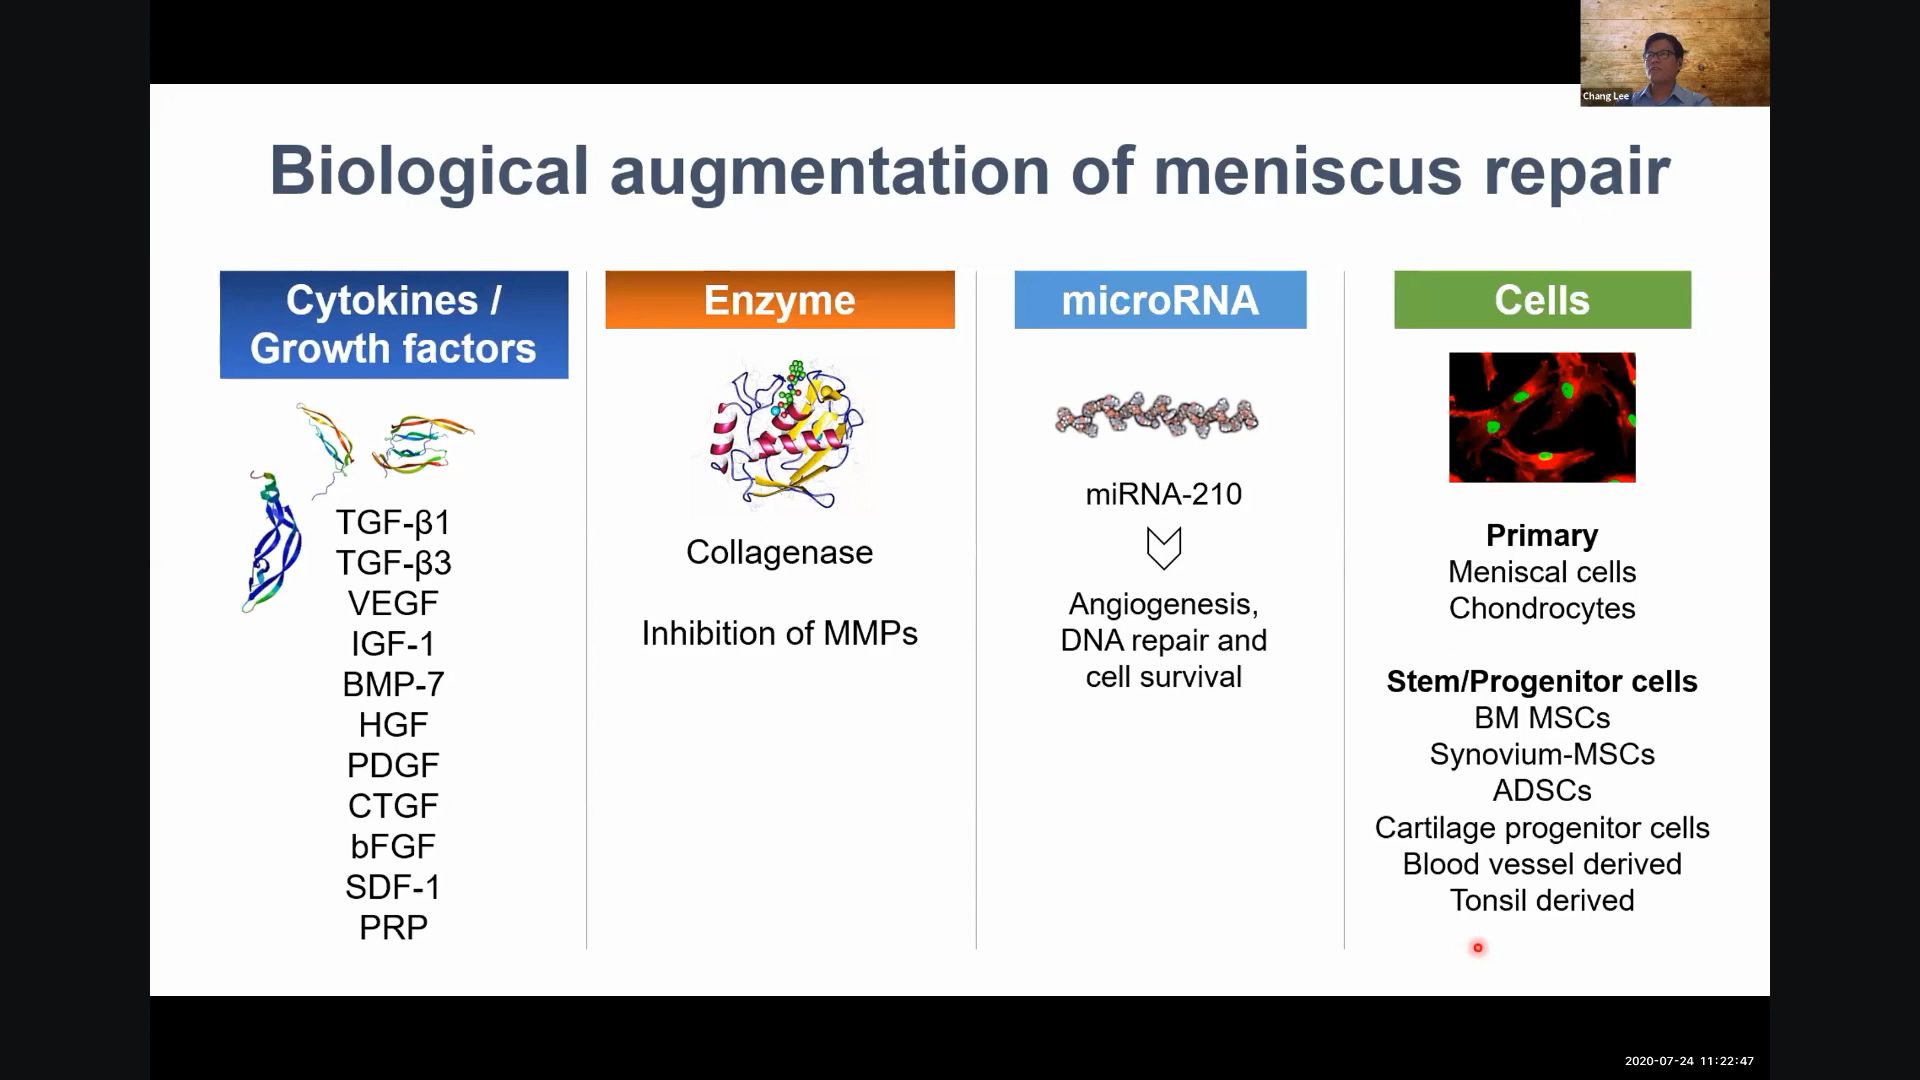 Chang Lee
Biological augmentation of meniscus repair
Cytokines /
Growth factors
TGF-β1
TGF-β3
VEGF
IGF-1
BMP-7
HGF
PDGF
CTGF
bFGF
SDF-1
PRP
Enzyme
Collagenase
Inhibition of MMPs
microRNA
miRNA-210
Angiogenesis,
DNA repair and
cell survival
Cells
Primary
Meniscal cells
Chondrocytes
Stem/Progenitor cells
BM MSCs
Synovium-MSCs
ADSCs
Cartilage progenitor cells
Blood vessel derived
Tonsil derived
2020-07-24 11:22:47